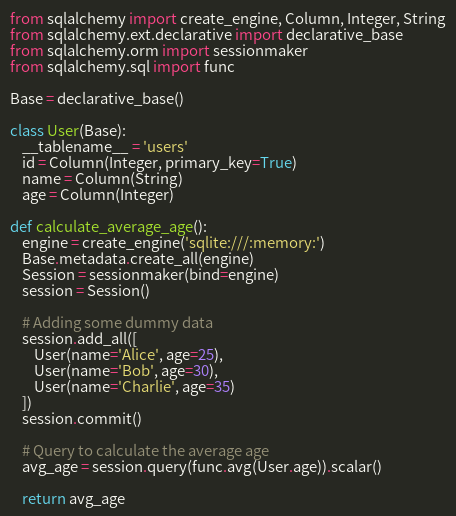 from sqlalchemy import create_engine, Column, Integer, String
from sqlalchemy.ext.declarative import declarative_base
from sqlalchemy.orm import sessionmaker
from sqlalchemy.sql import func

Base = declarative_base()

class User(Base):
    __tablename__ = 'users'
    id = Column(Integer, primary_key=True)
    name = Column(String)
    age = Column(Integer)

def calculate_average_age():
    engine = create_engine('sqlite:///:memory:')
    Base.metadata.create_all(engine)
    Session = sessionmaker(bind=engine)
    session = Session()

    # Adding some dummy data
    session.add_all([
        User(name='Alice', age=25),
        User(name='Bob', age=30),
        User(name='Charlie', age=35)
    ])
    session.commit()

    # Query to calculate the average age
    avg_age = session.query(func.avg(User.age)).scalar()

    return avg_age